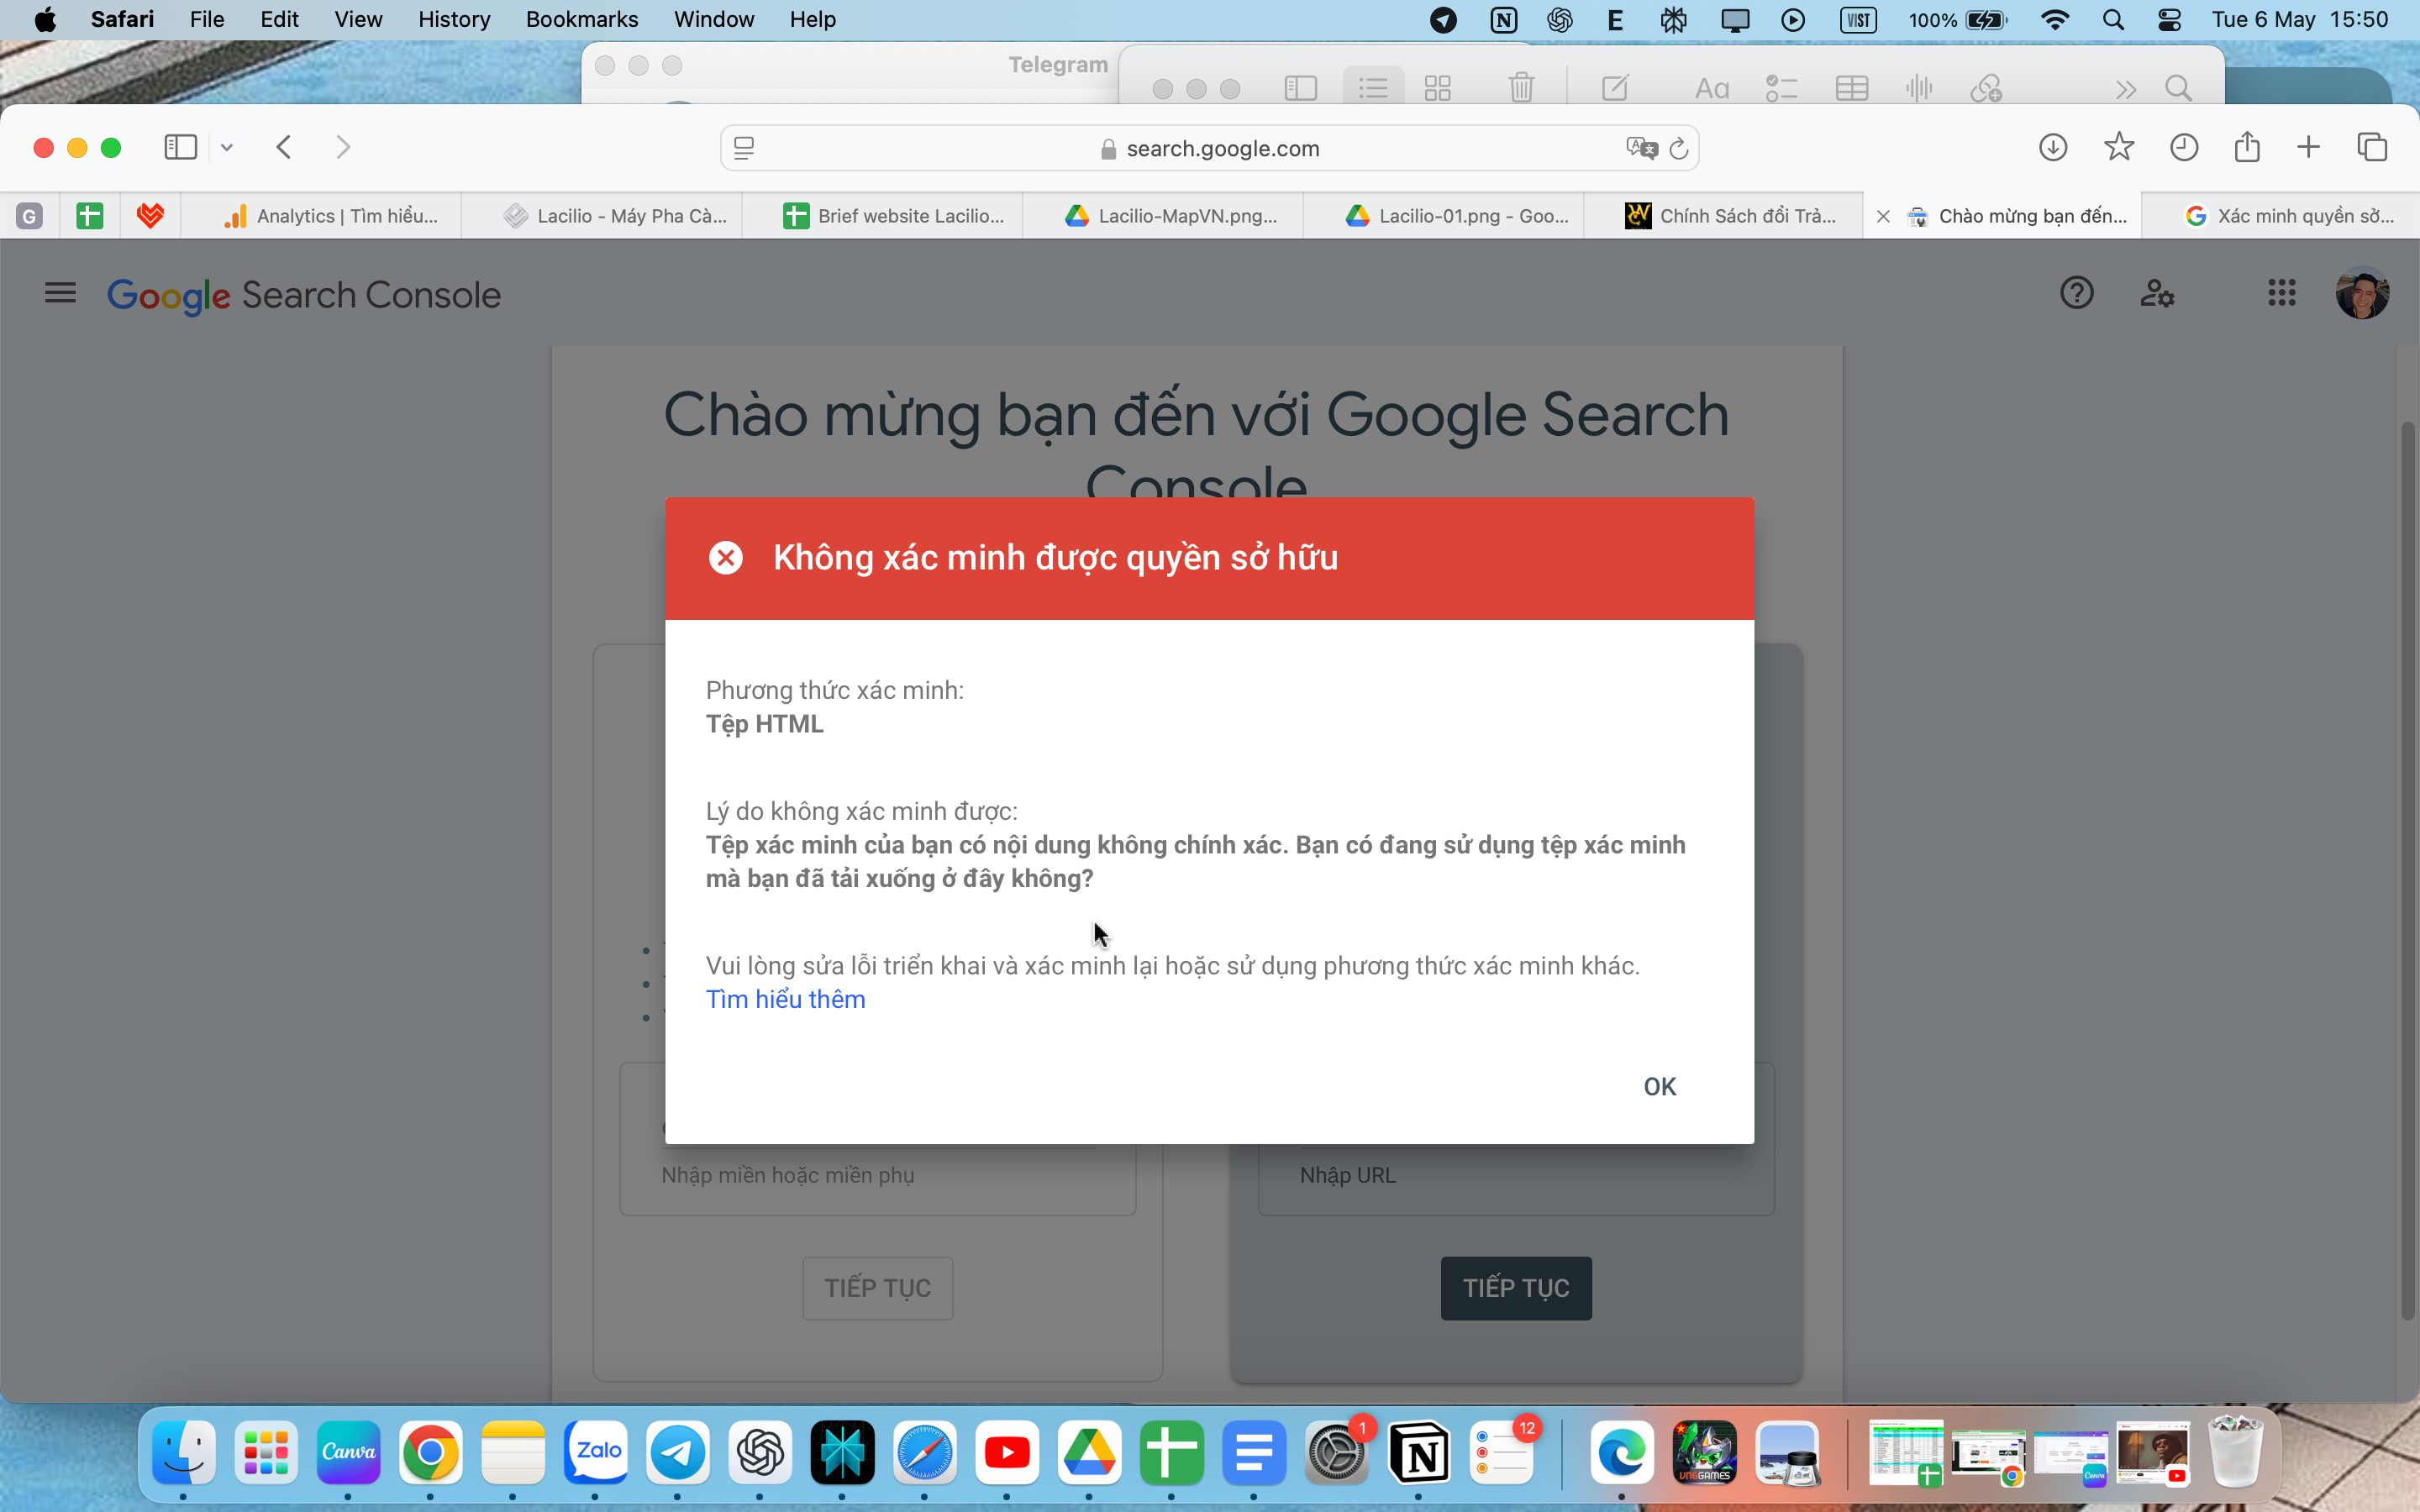 Safari File Edit View History Bookmarks Window Help
E VIST 100% Tue 6 May 15:50
Telegram
Aa
search.google.com
G Analytics | Tìm hiểu... Lacilio - Máy Pha Cà... Brief website Lacilio... Lacilio-MapVN.png... Lacilio-01.png - Goo... Chính Sách đổi Trả... Chào mừng bạn đến... Xác minh quyền sở...
Google Search Console
Chào mừng bạn đến với Google Search
Console
Không xác minh được quyền sở hữu
Phương thức xác minh:
Tệp HTML
Lý do không xác minh được:
Tệp xác minh của bạn có nội dung không chính xác. Bạn có đang sử dụng tệp xác minh
mà bạn đã tải xuống ở đây không?
Vui lòng sửa lỗi triển khai và xác minh lại hoặc sử dụng phương thức xác minh khác.
Tìm hiểu thêm
OK
Nhập miền hoặc miền phụ
Nhập URL
TIẾP TỤC
TIẾP TỤC
Canva Zalo 1 12 VNGGAMES Canva